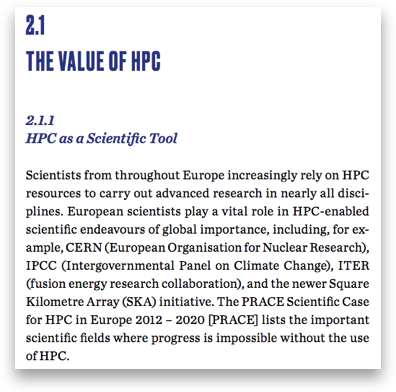 2.1
THE VALUE OF HPC
2.1.1
HPC as a Scientific Tool
Scientists from throughout Europe increasingly rely on HPC
resources to carry out advanced research in nearly all disci-
plines. European scientists play a vital role in HPC-enabled
scientific endeavours of global importance, including, for ex-
ample, CERN (European Organisation for Nuclear Research),
IPCC (Intergovernmental Panel on Climate Change), ITER
(fusion energy research collaboration), and the newer Square
Kilometre Array (SKA) initiative. The PRACE Scientific Case
for HPC in Europe 2012 – 2020 [PRACE] lists the important
scientific fields where progress is impossible without the use
of HPC.